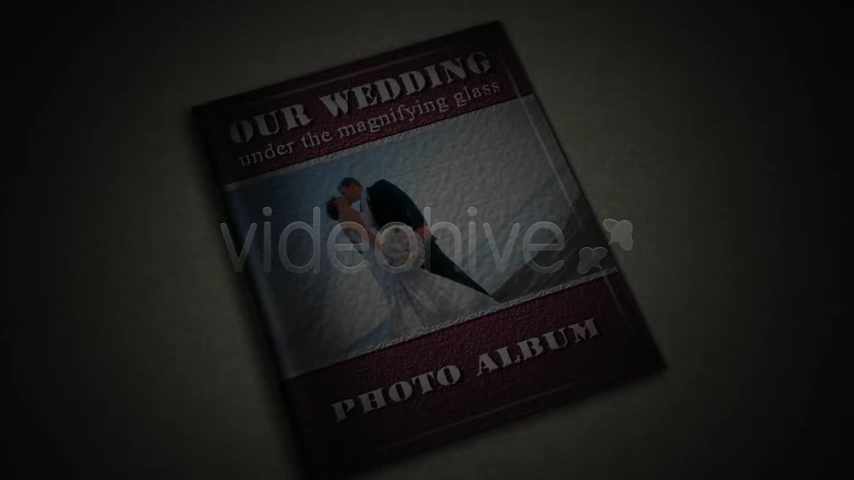 OUR WEDDING
under the magnifying glass
videohive
PHOTO ALBUM